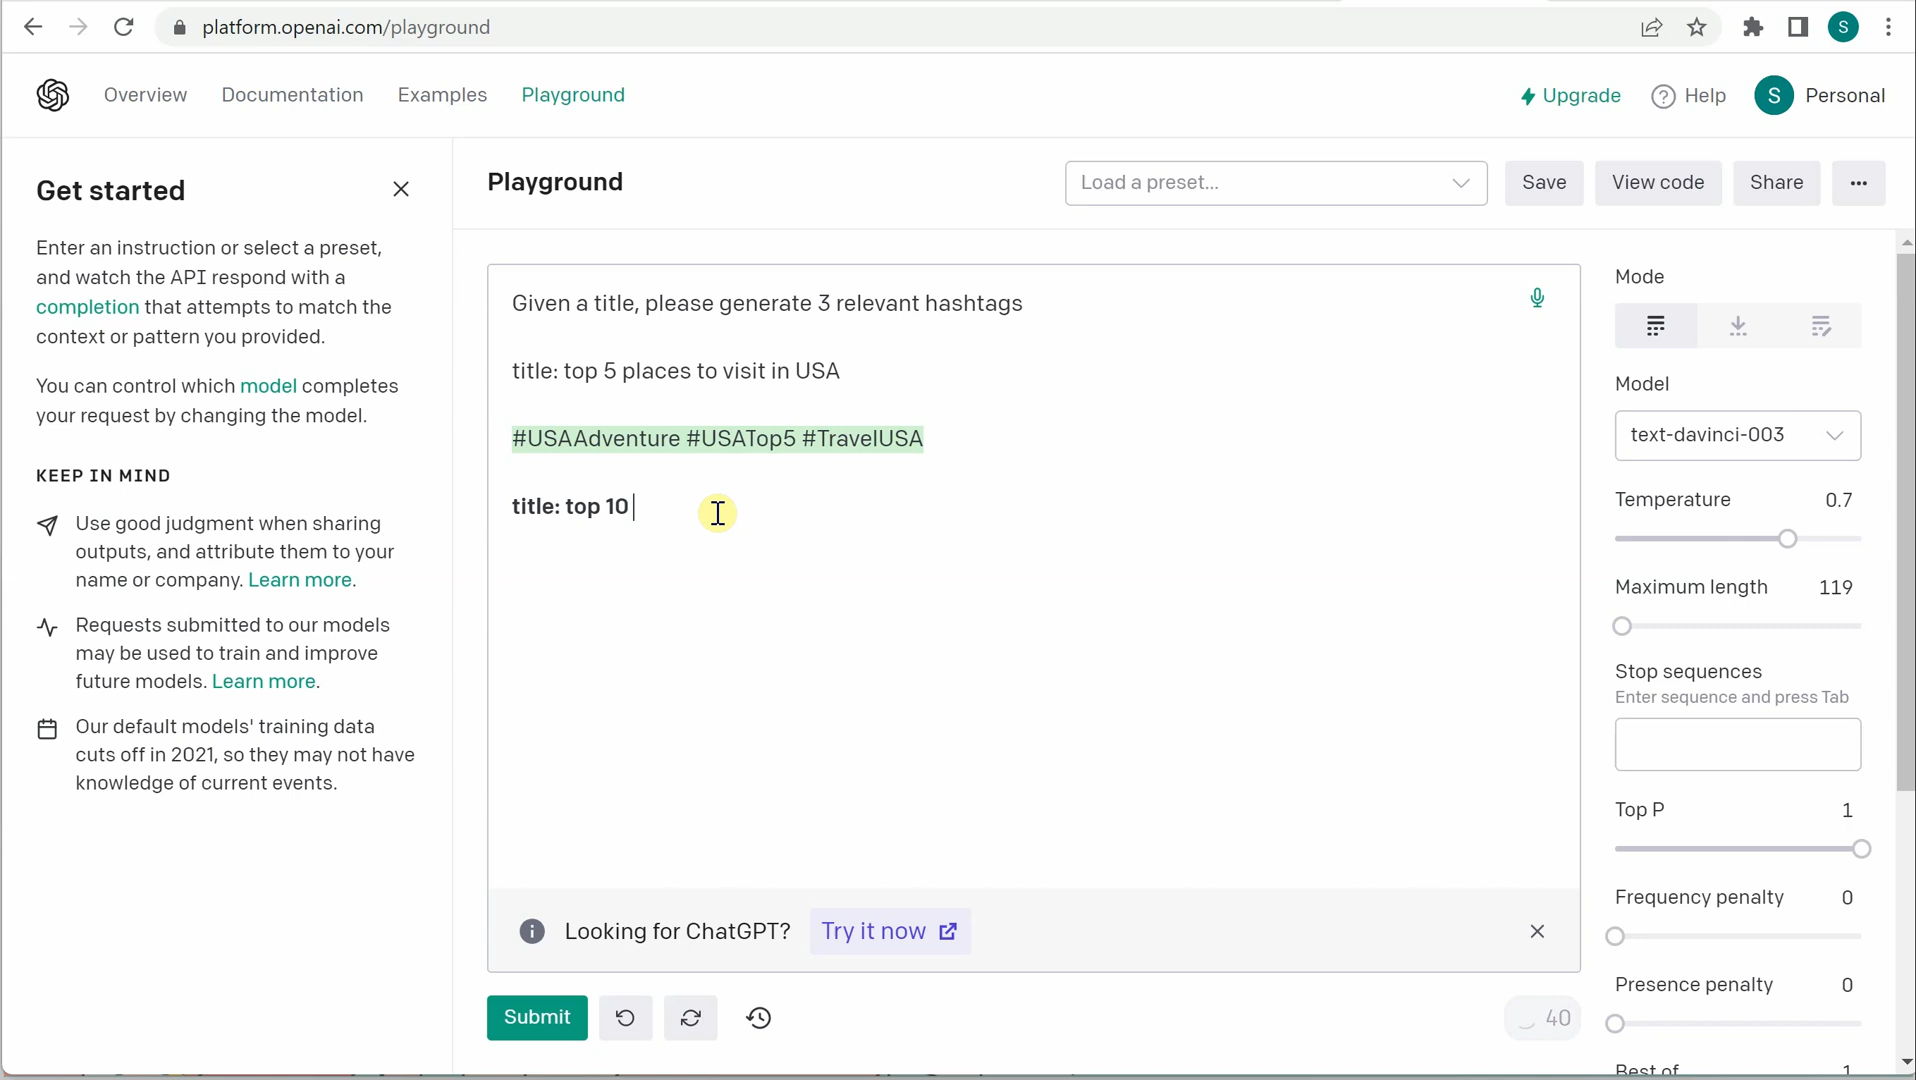 platform.openai.com/playground
S
Overview
Documentation
Examples
Playground
Upgrade
Help
S
Personal
Get started
Enter an instruction or select a preset,
and watch the API respond with a
completion that attempts to match the
context or pattern you provided.
You can control which model completes
your request by changing the model.
KEEP IN MIND
Use good judgment when sharing
outputs, and attribute them to your
name or company. Learn more.
Requests submitted to our models
may be used to train and improve
future models. Learn more.
Our default models' training data
cuts off in 2021, so they may not have
knowledge of current events.
Playground
Load a preset...
Save
View code
Share
Given a title, please generate 3 relevant hashtags
title: top 5 places to visit in USA
#USAAdventure #USATop5 #TravelUSA
title: top 10
Looking for ChatGPT?
Try it now
Submit
40
Mode
Model
text-davinci-003
Temperature 0.7
Maximum length 119
Stop sequences
Enter sequence and press Tab
Top P 1
Frequency penalty 0
Presence penalty 0
Best of 1